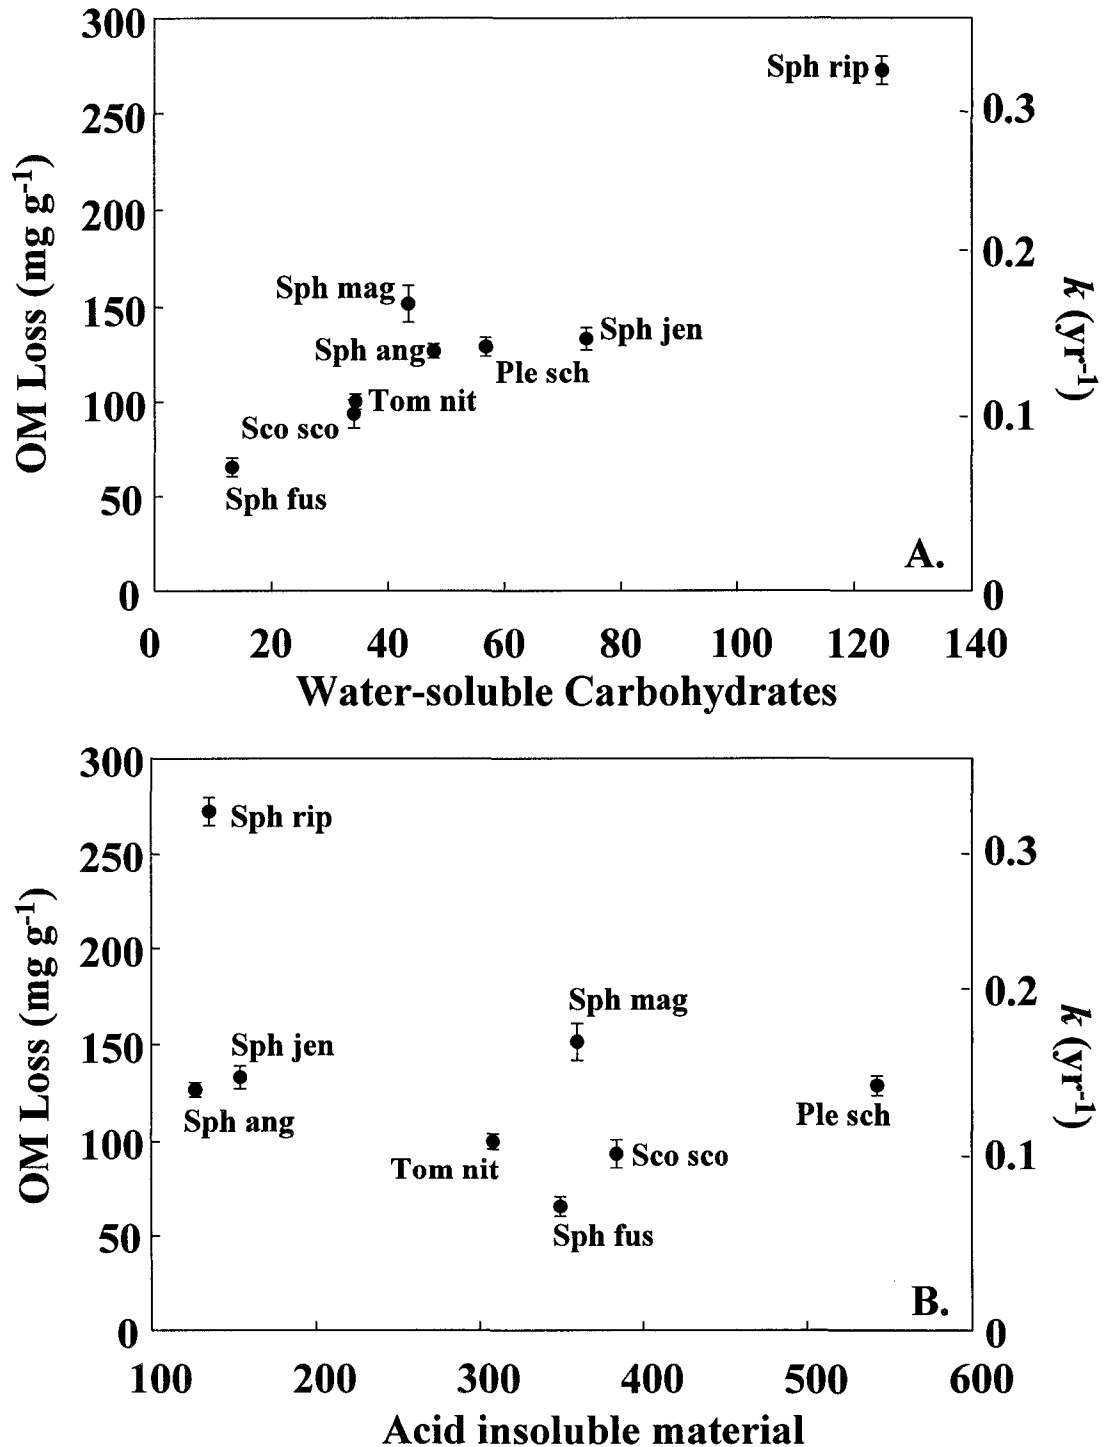 300
250
200
150
100
50
0
OM Loss (mg g-1)
Sph rip
Sph mag
Sph jen
Sph ang
Ple sch
Tom nit
Sco sco
Sph fus
A.
0.3
0.2
0.1
0
k (yr-1)
0 20 40 60 80 100 120 140
Water-soluble Carbohydrates
300
250
200
150
100
50
0
OM Loss (mg g-1)
Sph rip
Sph mag
Sph jen
Sph ang
Ple sch
Tom nit
Sco sco
Sph fus
B.
0.3
0.2
0.1
0
k (yr-1)
100 200 300 400 500 600
Acid insoluble material